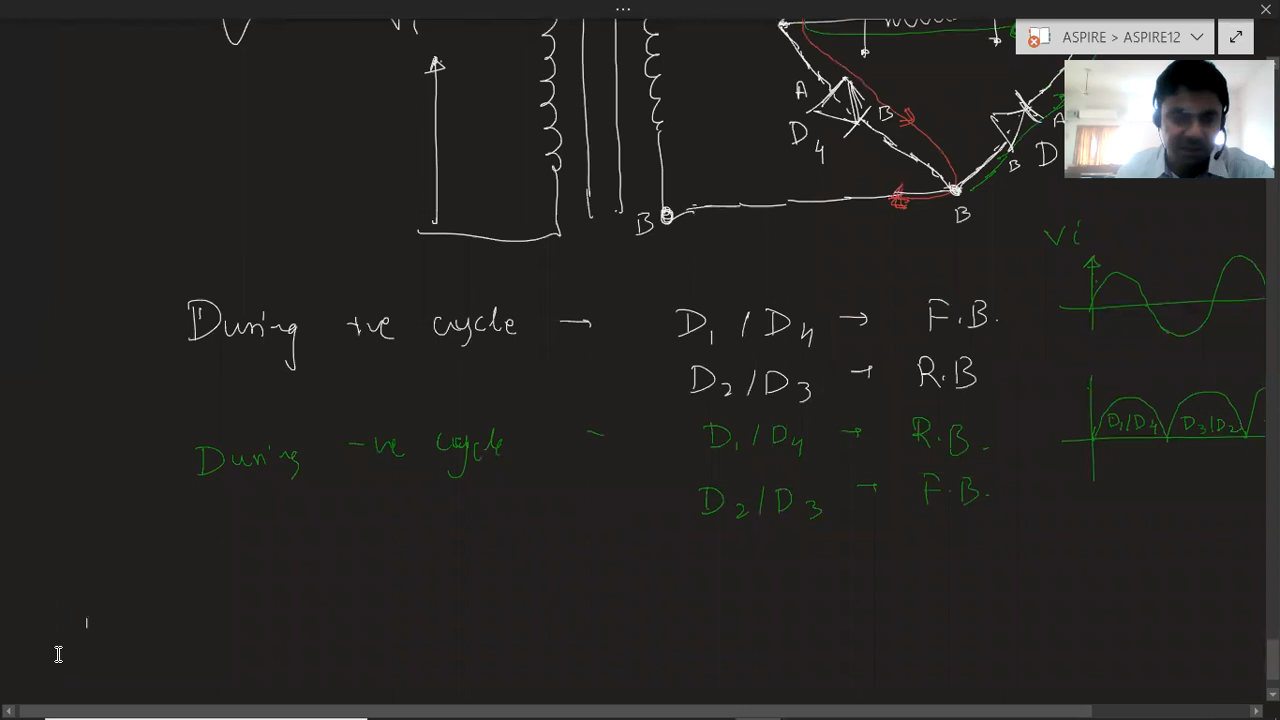 ASPIRE > ASPIRE12
Vi
A
B
D4
A
B
D
B
B
Vi
During +ve cycle → D1 / D4 → F.B.
D2 / D3 → R.B
D1/D4 D3/D2
During -ve cycle - D1 / D4 → R.B.
D2 / D3 → F.B.